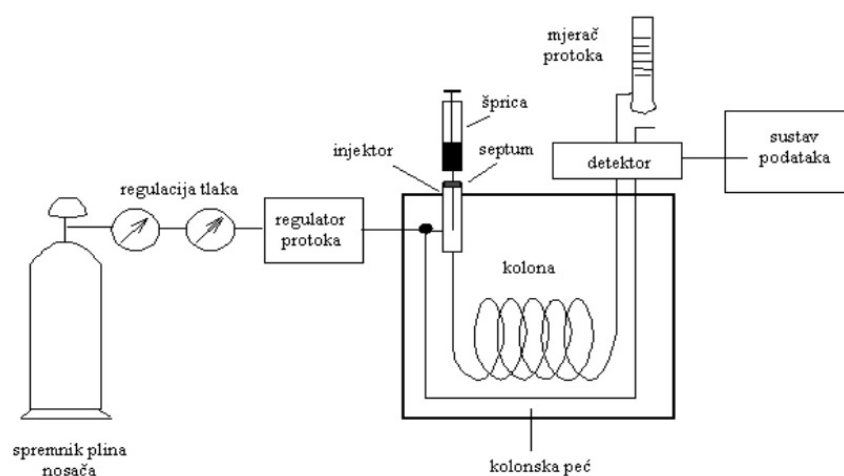 mjerač
protoka
šprica
injektor
septum
detektor
sustav
podataka
regulacija tlaka
regulator
protoka
kolona
spremnik plina
nosača
kolonska peć